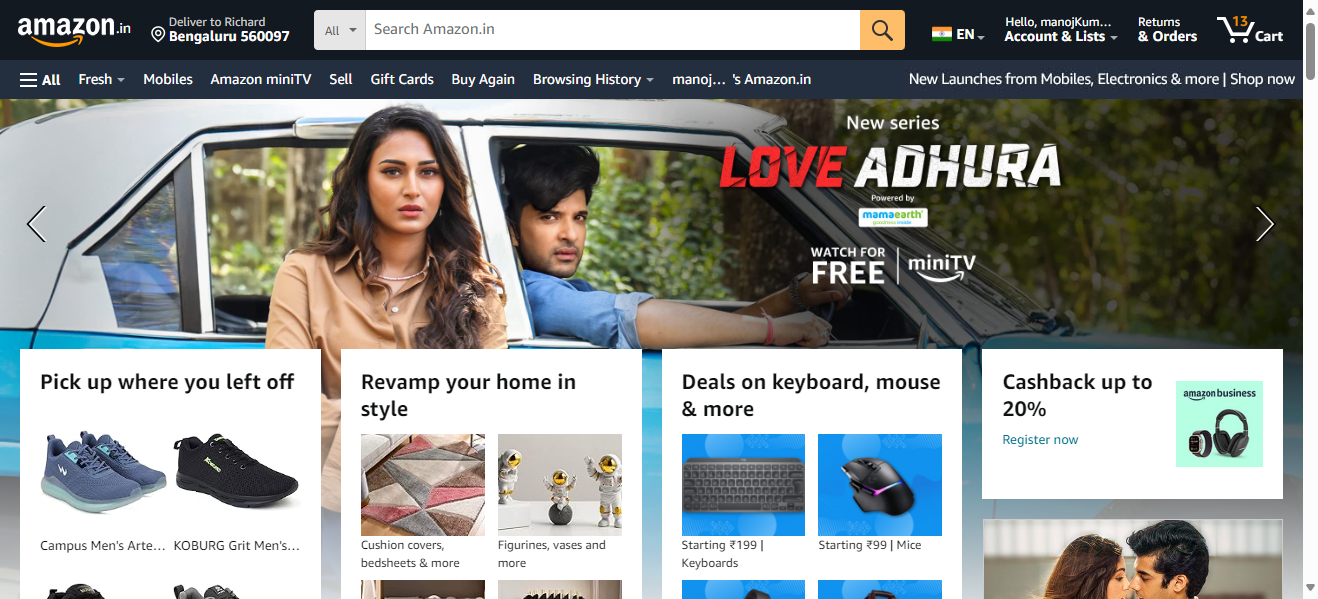 amazon.in
Deliver to Richard
Bengaluru 560097
All
Search Amazon.in
EN
Hello, manojKum...
Account & Lists
Returns
& Orders
13
Cart
All
Fresh
Mobiles
Amazon miniTV
Sell
Gift Cards
Buy Again
Browsing History
manoj... 's Amazon.in
New Launches from Mobiles, Electronics & more | Shop now
New series
LOVE ADHURA
Powered by
mamaearth
goodness inside
WATCH FOR
FREE
miniTV
Pick up where you left off
Campus Men's Arte...
KOBURG Grit Men's...
Revamp your home in
style
Cushion covers,
bedsheets & more
Figurines, vases and
more
Deals on keyboard, mouse
& more
Starting ₹199 |
Keyboards
Starting ₹99 | Mice
Cashback up to
20%
Register now
amazon business